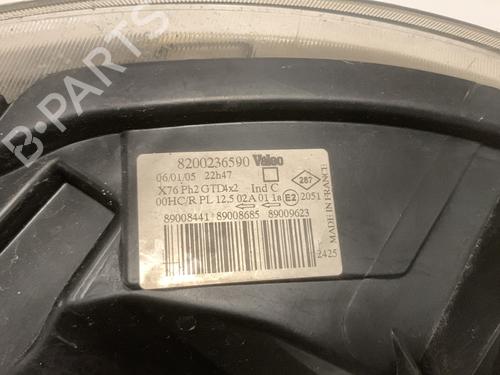 B-PARTS
8200236590 Valeo
06/01/05 22h47
X76 Ph2 GTD4x2 Ind C
287
00HC/R PL 12.5 02A 01 1a E2 2051
89008441 89008685 89009623
MADE IN FRANCE
2425